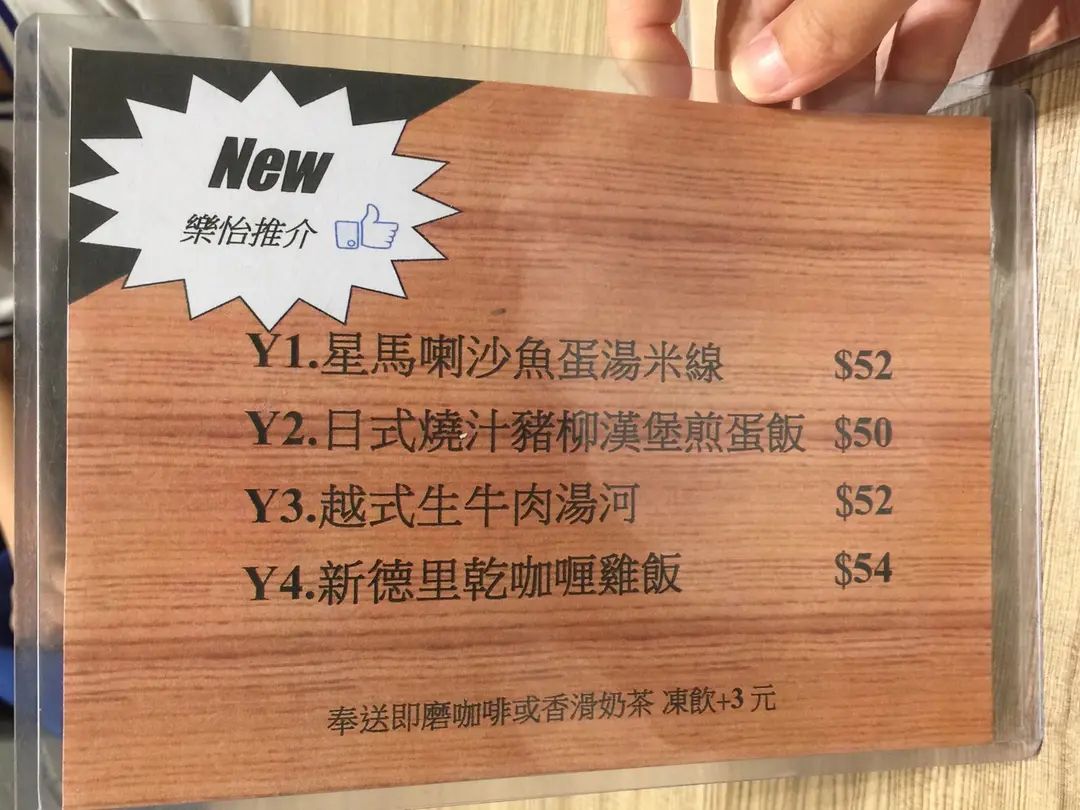 New
樂怡推介
Y1.星馬喇沙魚蛋湯米線 $52
Y2.日式燒汁豬柳漢堡煎蛋飯 $50
Y3.越式生牛肉湯河 $52
Y4.新德里乾咖喱雞飯 $54
奉送即磨咖啡或香滑奶茶 凍飲+3 元